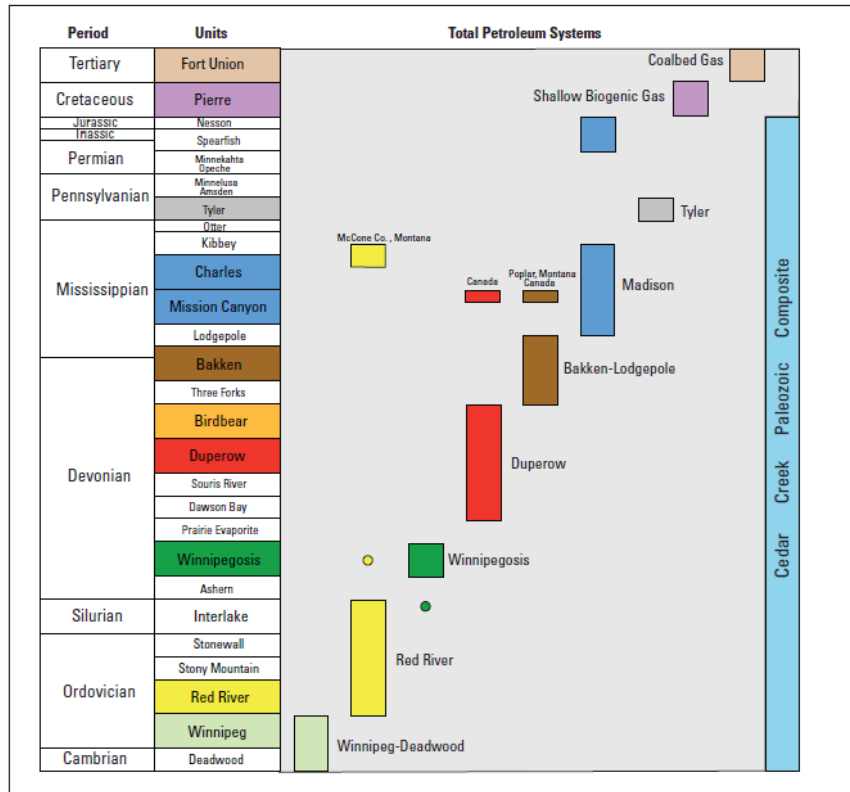 Period
Units
Total Petroleum Systems
Tertiary
Fort Union
Coalbed Gas
Cretaceous
Pierre
Shallow Biogenic Gas
Jurassic
Nesson
Triassic
Spearfish
Permian
Minnekahta
Opeche
Pennsylvanian
Minnelusa
Amsden
Tyler
Tyler
Otter
Kibbey
McCone Co., Montana
Mississippian
Charles
Mission Canyon
Lodgepole
Canada
Poplar, Montana
Canada
Madison
Bakken
Bakken-Lodgepole
Three Forks
Birdbear
Devonian
Duperow
Duperow
Souris River
Dawson Bay
Prairie Evaporite
Winnipegosis
Winnipegosis
Ashern
Silurian
Interlake
Stonewall
Stony Mountain
Red River
Ordovician
Red River
Winnipeg
Winnipeg-Deadwood
Cambrian
Deadwood
Cedar Creek Paleozoic Composite